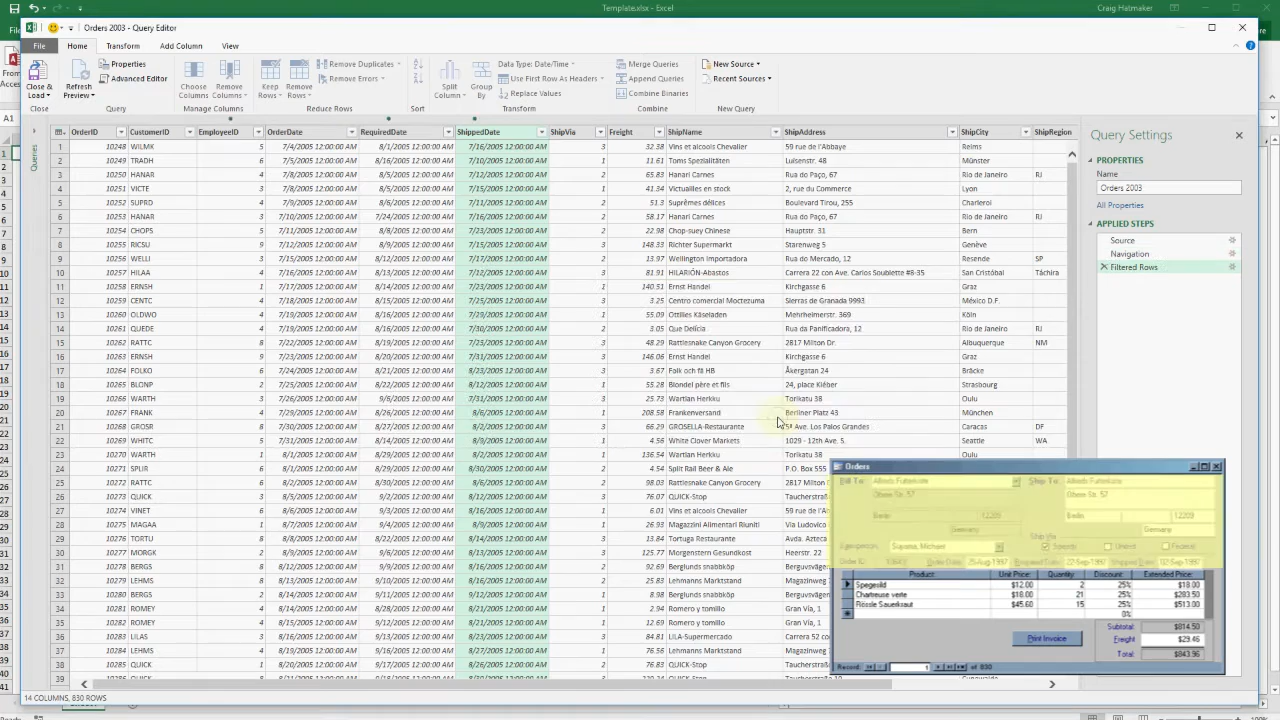 Template.xlsx - Excel
Craig Hatmaker
Orders 2003 - Query Editor
File Home Transform Add Column View
Close & Load
Refresh Preview
Properties
Advanced Editor
Choose Columns
Remove Columns
Keep Rows
Remove Rows
Remove Duplicates
Remove Errors
Split Column
Group By
Data Type: Date/Time
Use First Row As Headers
Replace Values
Merge Queries
Append Queries
Combine Binaries
New Source
Recent Sources
Close Query Manage Columns Reduce Rows Sort Transform Combine New Query
Queries
OrderID CustomerID EmployeeID OrderDate RequiredDate ShippedDate ShipVia Freight ShipName ShipAddress ShipCity ShipRegion
1 10248 WILMK 5 7/4/2005 12:00:00 AM 8/1/2005 12:00:00 AM 7/16/2005 12:00:00 AM 3 32.38 Vins et alcools Chevalier 59 rue de l'Abbaye Reims
2 10249 TRADH 6 7/5/2005 12:00:00 AM 8/16/2005 12:00:00 AM 7/10/2005 12:00:00 AM 1 11.61 Toms Spezialitäten Luisenstr. 48 Münster
3 10250 HANAR 4 7/8/2005 12:00:00 AM 8/5/2005 12:00:00 AM 7/12/2005 12:00:00 AM 2 65.83 Hanari Carnes Rua do Paço, 67 Rio de Janeiro RJ
4 10251 VICTE 3 7/8/2005 12:00:00 AM 8/5/2005 12:00:00 AM 7/15/2005 12:00:00 AM 1 41.34 Victuailles en stock 2, rue du Commerce Lyon
5 10252 SUPRD 4 7/9/2005 12:00:00 AM 8/6/2005 12:00:00 AM 7/11/2005 12:00:00 AM 2 51.3 Suprêmes délices Boulevard Tirou, 255 Charleroi
6 10253 HANAR 3 7/10/2005 12:00:00 AM 7/24/2005 12:00:00 AM 7/16/2005 12:00:00 AM 2 58.17 Hanari Carnes Rua do Paço, 67 Rio de Janeiro RJ
7 10254 CHOPS 5 7/11/2005 12:00:00 AM 8/8/2005 12:00:00 AM 7/23/2005 12:00:00 AM 2 22.98 Chop-suey Chinese Hauptstr. 31 Bern
8 10255 RICSU 9 7/12/2005 12:00:00 AM 8/9/2005 12:00:00 AM 7/15/2005 12:00:00 AM 3 148.33 Richter Supermarkt Starenweg 5 Genève
9 10256 WELLI 3 7/15/2005 12:00:00 AM 8/12/2005 12:00:00 AM 7/17/2005 12:00:00 AM 2 13.97 Wellington Importadora Rua do Mercado, 12 Resende SP
10 10257 HILAA 4 7/16/2005 12:00:00 AM 8/13/2005 12:00:00 AM 7/22/2005 12:00:00 AM 3 81.91 HILARIÓN-Abastos Carrera 22 con Ave. Carlos Soublette #8-35 San Cristóbal Táchira
11 10258 ERNSH 1 7/17/2005 12:00:00 AM 8/14/2005 12:00:00 AM 7/23/2005 12:00:00 AM 1 140.51 Ernst Handel Kirchgasse 6 Graz
12 10259 CENTC 4 7/18/2005 12:00:00 AM 8/15/2005 12:00:00 AM 7/25/2005 12:00:00 AM 3 3.25 Centro comercial Moctezuma Sierras de Granada 9993 México D.F.
13 10260 OLDWO 4 7/19/2005 12:00:00 AM 8/16/2005 12:00:00 AM 7/29/2005 12:00:00 AM 1 55.09 Ottilies Käseladen Mehrheimerstr. 369 Köln
14 10261 QUEDE 4 7/19/2005 12:00:00 AM 8/16/2005 12:00:00 AM 7/30/2005 12:00:00 AM 2 3.05 Que Delícia Rua da Panificadora, 12 Rio de Janeiro RJ
15 10262 RATTC 8 7/22/2005 12:00:00 AM 8/19/2005 12:00:00 AM 7/25/2005 12:00:00 AM 3 48.29 Rattlesnake Canyon Grocery 2817 Milton Dr. Albuquerque NM
16 10263 ERNSH 9 7/23/2005 12:00:00 AM 8/20/2005 12:00:00 AM 7/31/2005 12:00:00 AM 3 146.06 Ernst Handel Kirchgasse 6 Graz
17 10264 FOLKO 6 7/24/2005 12:00:00 AM 8/21/2005 12:00:00 AM 8/23/2005 12:00:00 AM 3 3.67 Folk och fä HB Åkergatan 24 Bräcke
18 10265 BLONP 2 7/25/2005 12:00:00 AM 8/22/2005 12:00:00 AM 8/12/2005 12:00:00 AM 1 55.28 Blondel père et fils 24, place Kléber Strasbourg
19 10266 WARTH 3 7/26/2005 12:00:00 AM 9/6/2005 12:00:00 AM 7/31/2005 12:00:00 AM 3 25.73 Wartian Herkku Torikatu 38 Oulu
20 10267 FRANK 4 7/29/2005 12:00:00 AM 8/26/2005 12:00:00 AM 8/6/2005 12:00:00 AM 1 208.58 Frankenversand Berliner Platz 43 München
21 10268 GROSR 8 7/30/2005 12:00:00 AM 8/27/2005 12:00:00 AM 8/2/2005 12:00:00 AM 3 66.29 GROSELLA-Restaurante 5ª Ave. Los Palos Grandes Caracas DF
22 10269 WHITC 5 7/31/2005 12:00:00 AM 8/14/2005 12:00:00 AM 8/9/2005 12:00:00 AM 1 4.56 White Clover Markets 1029 - 12th Ave. S. Seattle WA
23 10270 WARTH 1 8/1/2005 12:00:00 AM 8/29/2005 12:00:00 AM 8/2/2005 12:00:00 AM 1 136.54 Wartian Herkku Torikatu 38 Oulu
24 10271 SPLIR 6 8/1/2005 12:00:00 AM 8/29/2005 12:00:00 AM 8/30/2005 12:00:00 AM 2 4.54 Split Rail Beer & Ale P.O. Box 555
25 10272 RATTC 6 8/2/2005 12:00:00 AM 8/30/2005 12:00:00 AM 8/6/2005 12:00:00 AM 2 98.03 Rattlesnake Canyon Grocery 2817 Milton
26 10273 QUICK 3 8/5/2005 12:00:00 AM 9/2/2005 12:00:00 AM 8/12/2005 12:00:00 AM 3 76.07 QUICK-Stop Taucherstraß
27 10274 VINET 6 8/6/2005 12:00:00 AM 9/3/2005 12:00:00 AM 8/16/2005 12:00:00 AM 1 6.01 Vins et alcools Chevalier 59 rue de l'A
28 10275 MAGAA 1 8/7/2005 12:00:00 AM 9/4/2005 12:00:00 AM 8/9/2005 12:00:00 AM 1 26.93 Magazzini Alimentari Riuniti Via Ludovico
29 10276 TORTU 8 8/8/2005 12:00:00 AM 8/22/2005 12:00:00 AM 8/14/2005 12:00:00 AM 3 13.84 Tortuga Restaurante Avda. Azteca
30 10277 MORGK 2 8/9/2005 12:00:00 AM 9/6/2005 12:00:00 AM 8/13/2005 12:00:00 AM 3 125.77 Morgenstern Gesundkost Heerstr. 22
31 10278 BERGS 8 8/12/2005 12:00:00 AM 9/9/2005 12:00:00 AM 8/16/2005 12:00:00 AM 2 92.69 Berglunds snabbköp Berguvsväge
32 10279 LEHMS 8 8/13/2005 12:00:00 AM 9/10/2005 12:00:00 AM 8/16/2005 12:00:00 AM 2 25.83 Lehmanns Marktstand Magazinweg
33 10280 BERGS 2 8/14/2005 12:00:00 AM 9/11/2005 12:00:00 AM 9/12/2005 12:00:00 AM 1 8.98 Berglunds snabbköp Berguvsväge
34 10281 ROMEY 4 8/14/2005 12:00:00 AM 8/28/2005 12:00:00 AM 8/21/2005 12:00:00 AM 1 2.94 Romero y tomillo Gran Vía, 1
35 10282 ROMEY 4 8/15/2005 12:00:00 AM 9/12/2005 12:00:00 AM 8/21/2005 12:00:00 AM 1 12.69 Romero y tomillo Gran Vía, 1
36 10283 LILAS 3 8/16/2005 12:00:00 AM 9/13/2005 12:00:00 AM 8/23/2005 12:00:00 AM 3 84.81 LILA-Supermercado Carrera 52 c
37 10284 LEHMS 4 8/19/2005 12:00:00 AM 9/16/2005 12:00:00 AM 8/27/2005 12:00:00 AM 1 76.56 Lehmanns Marktstand Magazinweg
38 10285 QUICK 1 8/20/2005 12:00:00 AM 9/17/2005 12:00:00 AM 8/26/2005 12:00:00 AM 2 76.83 QUICK-Stop Taucherstraß
39
14 COLUMNS, 830 ROWS
Query Settings
PROPERTIES
Name
Orders 2003
All Properties
APPLIED STEPS
Source
Navigation
Filtered Rows
Orders
Bill To: Alfreds Futterkiste Ship To: Alfreds Futterkiste
Obere Str. 57 Obere Str. 57
Berlin 12209 Berlin 12209
Germany Germany
Ship Via
Salesperson: Suyama, Michael Speedy United Federal
Order ID: 10643 Order Date: 25-Aug-1997 Required Date: 22-Sep-1997 Shipped Date: 02-Sep-1997
Product: Unit Price: Quantity: Discount: Extended Price:
Spegesild $12.00 2 25% $18.00
Chartreuse verte $18.00 21 25% $283.50
Rössle Sauerkraut $45.60 15 25% $513.00
0%
Subtotal: $814.50
Print Invoice Freight: $29.46
Total: $843.96
Record: 1 of 830